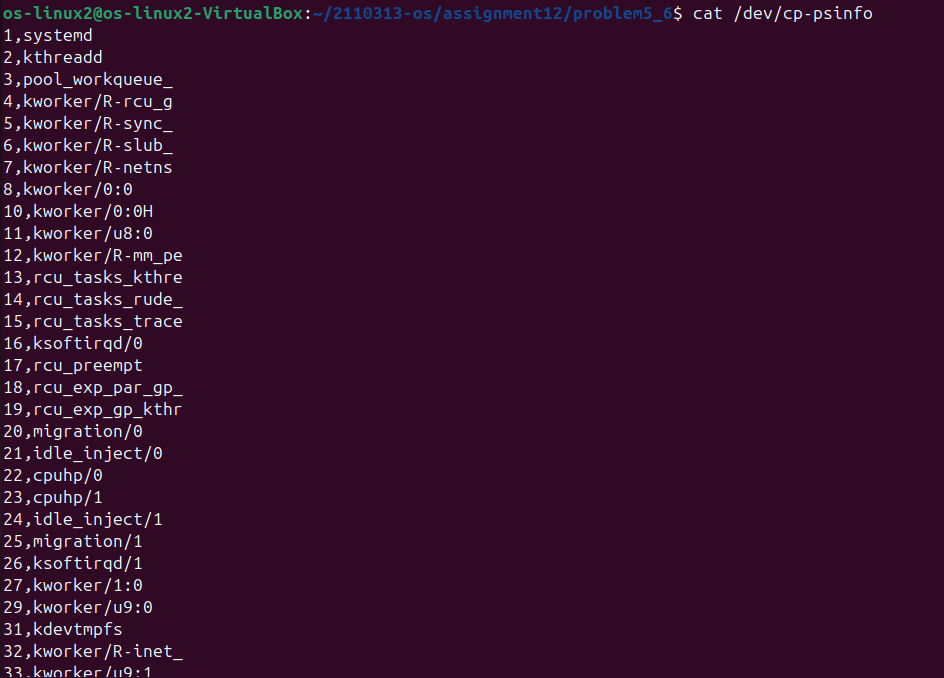 os-linux2@os-linux2-VirtualBox:~/2110313-os/assignment12/problem5_6$ cat /dev/cp-psinfo
1,systemd
2,kthreadd
3,pool_workqueue_
4,kworker/R-rcu_g
5,kworker/R-sync_
6,kworker/R-slub_
7,kworker/R-netns
8,kworker/0:0
10,kworker/0:0H
11,kworker/u8:0
12,kworker/R-mm_pe
13,rcu_tasks_kthre
14,rcu_tasks_rude_
15,rcu_tasks_trace
16,ksoftirqd/0
17,rcu_preempt
18,rcu_exp_par_gp_
19,rcu_exp_gp_kthr
20,migration/0
21,idle_inject/0
22,cpuhp/0
23,cpuhp/1
24,idle_inject/1
25,migration/1
26,ksoftirqd/1
27,kworker/1:0
29,kworker/u9:0
31,kdevtmpfs
32,kworker/R-inet_
33,kworker/u9:1